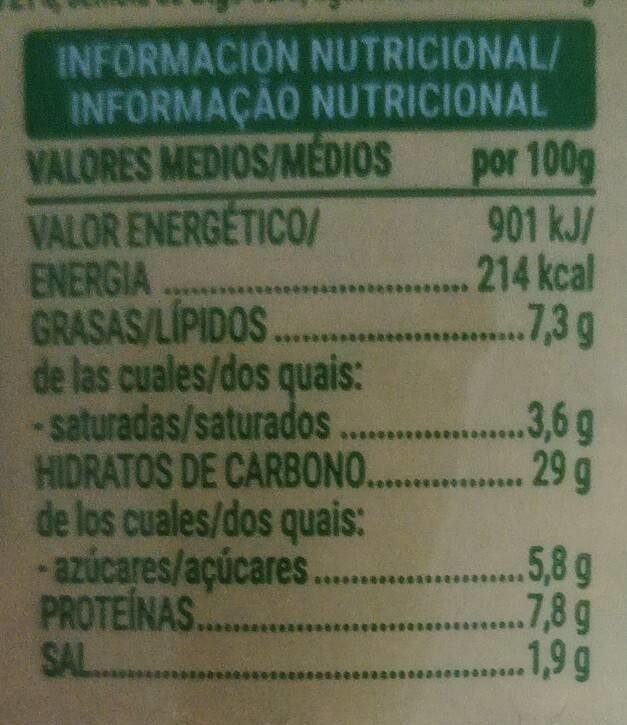 INFORMACIÓN NUTRICIONAL/
INFORMAÇÃO NUTRICIONAL
VALORES MEDIOS/MÉDIOS por 100g
VALOR ENERGÉTICO/ 901 kJ/
ENERGIA ........................ 214 kcal
GRASAS/LÍPIDOS ........................ 7,3 g
de las cuales/dos quais:
- saturadas/saturados ........................ 3,6 g
HIDRATOS DE CARBONO ........................ 29 g
de los cuales/dos quais:
- azúcares/açúcares ........................ 5,8 g
PROTEÍNAS ........................ 7,8 g
SAL ........................ 1,9 g